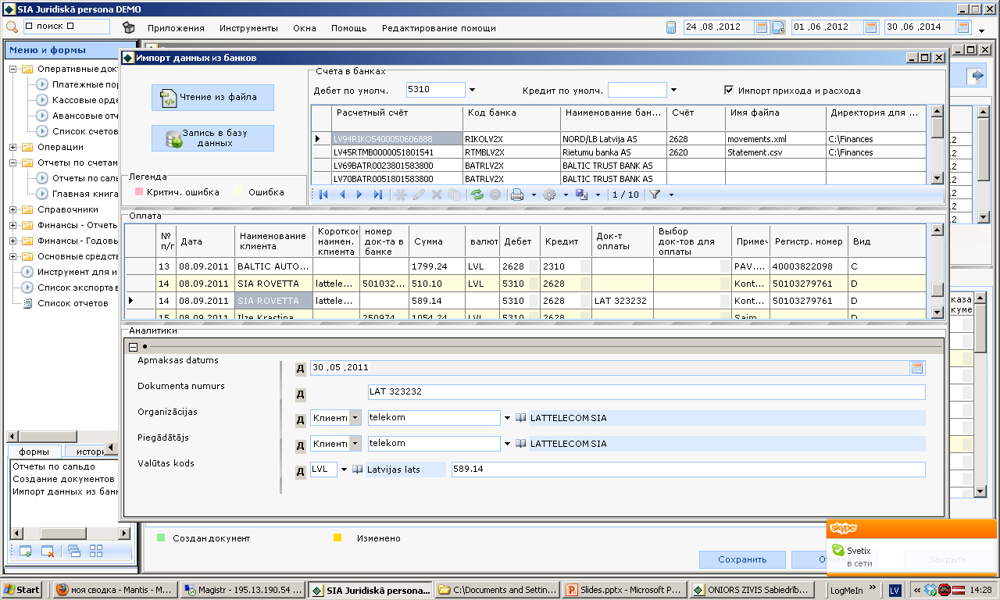 SIA Juridiskā persona DEMO
поиск
Приложения Инструменты Окна Помощь Редактирование помощи
24 ,08 ,2012 01 ,06 ,2012 30 ,06 ,2014
Меню и формы
Оперативные док
Платежные пор
Кассовые орде
Авансовые отч
Список счетов
Операции
Отчеты по счетам
Отчеты по саль
Главная книга
Справочники
Финансы - Отчеть
Финансы - Годовь
Основные средст
Инструмент для и
Список экспорта в
Список отчетов
формы истори
Отчеты по сальдо
Создание документов
Импорт данных из банк
Импорт данных из банков
Чтение из файла
Запись в базу
данных
Легенда
Критич. ошибка Ошибка
Счета в банках
Дебет по умолч. 5310 Кредит по умолч. Импорт прихода и расхода
Расчетный счёт Код банка Наименование бан... Счёт Имя файла Директория для ...
LV94RIKO5400050606888 RIKOLV2X NORD/LB Latvija AS 2628 movements.xml C:\Finances
LV45RTMB0000051801541 RTMBLV2X Rietumu banka AS 2620 Statement.csv C:\Finances
LV69BATR0023801583800 BATRLV2X BALTIC TRUST BANK AS
LV70BATR0051801583800 BATRLV2X BALTIC TRUST BANK AS
1 / 10
Оплата
№ п/г Дата Наименование клиента Короткое наимен. клиента номер док-та в банке Сумма валют Дебет Кредит Док-т оплаты Выбор док-тов для оплаты Примеч Регистр. номер Вид
13 08.09.2011 BALTIC AUTO... 1799.24 LVL 2628 2310 PAV.... 40003822098 C
14 08.09.2011 SIA ROVETTA lattele... 501032... 510.10 LVL 5310 2628 Kont... 50103279761 D
14 08.09.2011 SIA ROVETTA lattele... 589.14 5310 2628 LAT 323232 Kont... 50103279761 D
15 08.09.2011 Ilze Krastina 250974 1054.24 LVL 5310 2628 Saim D
Аналитики
Apmaksas datums Д 30 ,05 ,2011
Dokumenta numurs Д LAT 323232
Organizācijas Д Клиенты telekom LATTELECOM SIA
Piegādātājs Д Клиенты telekom LATTELECOM SIA
Valūtas kods Д LVL Latvijas lats 589.14
каза
куме
Создан документ Изменено
Сохранить Отмен Закрыть
skype
Svetix
в сети
Start моя сводка - Mantis - M... Magistr - 195.13.190.54 ... SIA Juridiskā persona... C:\Documents and Settin... Slides.pptx - Microsoft P... ONIORS ZIVIS Sabiedrīb... LogMeIn » LV « 14:28